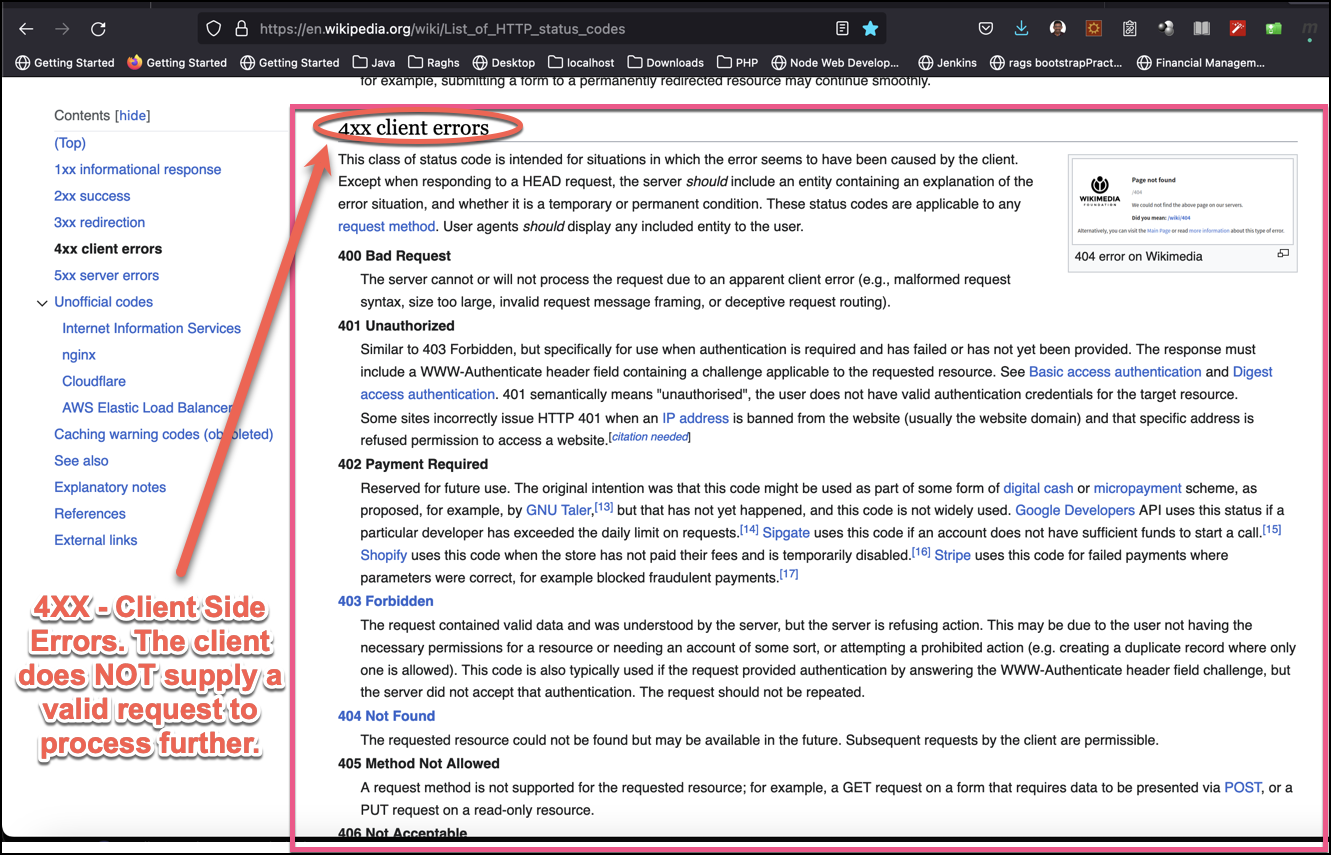 https://en.wikipedia.org/wiki/List_of_HTTP_status_codes
Getting Started Getting Started Getting Started Java Raghs Desktop localhost Downloads PHP Node Web Develop... Jenkins rags bootstrapPract... Financial Managem...
for example, submitting a form to a permanently redirected resource may continue smoothly.
Contents [hide]
(Top)
1xx informational response
2xx success
3xx redirection
4xx client errors
5xx server errors
Unofficial codes
Internet Information Services
nginx
Cloudflare
AWS Elastic Load Balancer
Caching warning codes (obsoleted)
See also
Explanatory notes
References
External links
4XX - Client Side
Errors. The client
does NOT supply a
valid request to
process further.
4xx client errors
This class of status code is intended for situations in which the error seems to have been caused by the client.
Except when responding to a HEAD request, the server should include an entity containing an explanation of the
error situation, and whether it is a temporary or permanent condition. These status codes are applicable to any
request method. User agents should display any included entity to the user.
WIKIMEDIA
FOUNDATION
Page not found
/404
We could not find the above page on our servers.
Did you mean: /wiki/404
Alternatively, you can visit the Main Page or read more information about this type of error.
404 error on Wikimedia
400 Bad Request
The server cannot or will not process the request due to an apparent client error (e.g., malformed request
syntax, size too large, invalid request message framing, or deceptive request routing).
401 Unauthorized
Similar to 403 Forbidden, but specifically for use when authentication is required and has failed or has not yet been provided. The response must
include a WWW-Authenticate header field containing a challenge applicable to the requested resource. See Basic access authentication and Digest
access authentication. 401 semantically means "unauthorised", the user does not have valid authentication credentials for the target resource.
Some sites incorrectly issue HTTP 401 when an IP address is banned from the website (usually the website domain) and that specific address is
refused permission to access a website.[citation needed]
402 Payment Required
Reserved for future use. The original intention was that this code might be used as part of some form of digital cash or micropayment scheme, as
proposed, for example, by GNU Taler,[13] but that has not yet happened, and this code is not widely used. Google Developers API uses this status if a
particular developer has exceeded the daily limit on requests.[14] Sipgate uses this code if an account does not have sufficient funds to start a call.[15]
Shopify uses this code when the store has not paid their fees and is temporarily disabled.[16] Stripe uses this code for failed payments where
parameters were correct, for example blocked fraudulent payments.[17]
403 Forbidden
The request contained valid data and was understood by the server, but the server is refusing action. This may be due to the user not having the
necessary permissions for a resource or needing an account of some sort, or attempting a prohibited action (e.g. creating a duplicate record where only
one is allowed). This code is also typically used if the request provided authentication by answering the WWW-Authenticate header field challenge, but
the server did not accept that authentication. The request should not be repeated.
404 Not Found
The requested resource could not be found but may be available in the future. Subsequent requests by the client are permissible.
405 Method Not Allowed
A request method is not supported for the requested resource; for example, a GET request on a form that requires data to be presented via POST, or a
PUT request on a read-only resource.
406 Not Acceptable